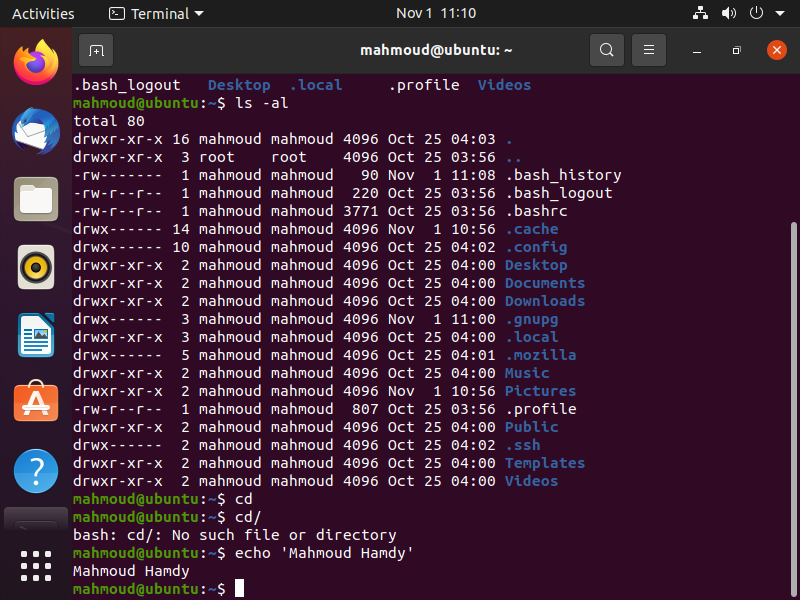 Activities Terminal Nov 1 11:10
mahmoud@ubuntu: ~
.bash_logout   Desktop  .local     .profile  Videos
mahmoud@ubuntu:~$ ls -al
total 80
drwxr-xr-x 16 mahmoud mahmoud 4096 Oct 25 04:03 .
drwxr-xr-x  3 root    root    4096 Oct 25 03:56 ..
-rw-------  1 mahmoud mahmoud   90 Nov  1 11:08 .bash_history
-rw-r--r--  1 mahmoud mahmoud  220 Oct 25 03:56 .bash_logout
-rw-r--r--  1 mahmoud mahmoud 3771 Oct 25 03:56 .bashrc
drwx------ 14 mahmoud mahmoud 4096 Nov  1 10:56 .cache
drwx------ 10 mahmoud mahmoud 4096 Oct 25 04:02 .config
drwxr-xr-x  2 mahmoud mahmoud 4096 Oct 25 04:00 Desktop
drwxr-xr-x  2 mahmoud mahmoud 4096 Oct 25 04:00 Documents
drwxr-xr-x  2 mahmoud mahmoud 4096 Oct 25 04:00 Downloads
drwx------  3 mahmoud mahmoud 4096 Nov  1 11:00 .gnupg
drwxr-xr-x  3 mahmoud mahmoud 4096 Oct 25 04:00 .local
drwx------  5 mahmoud mahmoud 4096 Oct 25 04:01 .mozilla
drwxr-xr-x  2 mahmoud mahmoud 4096 Oct 25 04:00 Music
drwxr-xr-x  2 mahmoud mahmoud 4096 Nov  1 10:56 Pictures
-rw-r--r--  1 mahmoud mahmoud  807 Oct 25 03:56 .profile
drwxr-xr-x  2 mahmoud mahmoud 4096 Oct 25 04:00 Public
drwx------  2 mahmoud mahmoud 4096 Oct 25 04:02 .ssh
drwxr-xr-x  2 mahmoud mahmoud 4096 Oct 25 04:00 Templates
drwxr-xr-x  2 mahmoud mahmoud 4096 Oct 25 04:00 Videos
mahmoud@ubuntu:~$ cd
mahmoud@ubuntu:~$ cd/
bash: cd/: No such file or directory
mahmoud@ubuntu:~$ echo 'Mahmoud Hamdy'
Mahmoud Hamdy
mahmoud@ubuntu:~$